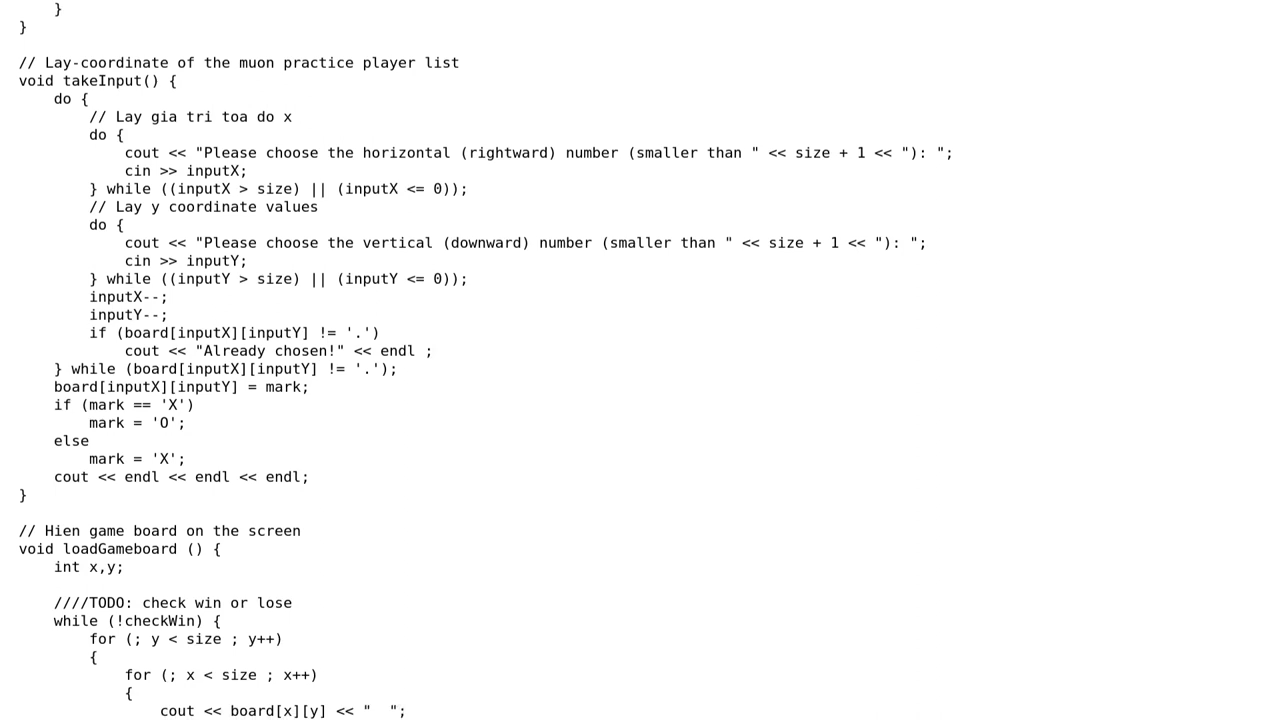 }
}

// Lay-coordinate of the muon practice player list
void takeInput() {
    do {
        // Lay gia tri toa do x
        do {
            cout << "Please choose the horizontal (rightward) number (smaller than " << size + 1 << "): ";
            cin >> inputX;
        } while ((inputX > size) || (inputX <= 0));
        // Lay y coordinate values
        do {
            cout << "Please choose the vertical (downward) number (smaller than " << size + 1 << "): ";
            cin >> inputY;
        } while ((inputY > size) || (inputY <= 0));
        inputX--;
        inputY--;
        if (board[inputX][inputY] != '.')
            cout << "Already chosen!" << endl ;
    } while (board[inputX][inputY] != '.');
    board[inputX][inputY] = mark;
    if (mark == 'X')
        mark = 'O';
    else
        mark = 'X';
    cout << endl << endl << endl;
}

// Hien game board on the screen
void loadGameboard () {
    int x,y;

    ////TODO: check win or lose
    while (!checkWin) {
        for (; y < size ; y++)
        {
            for (; x < size ; x++)
            {
                cout << board[x][y] << "  ";